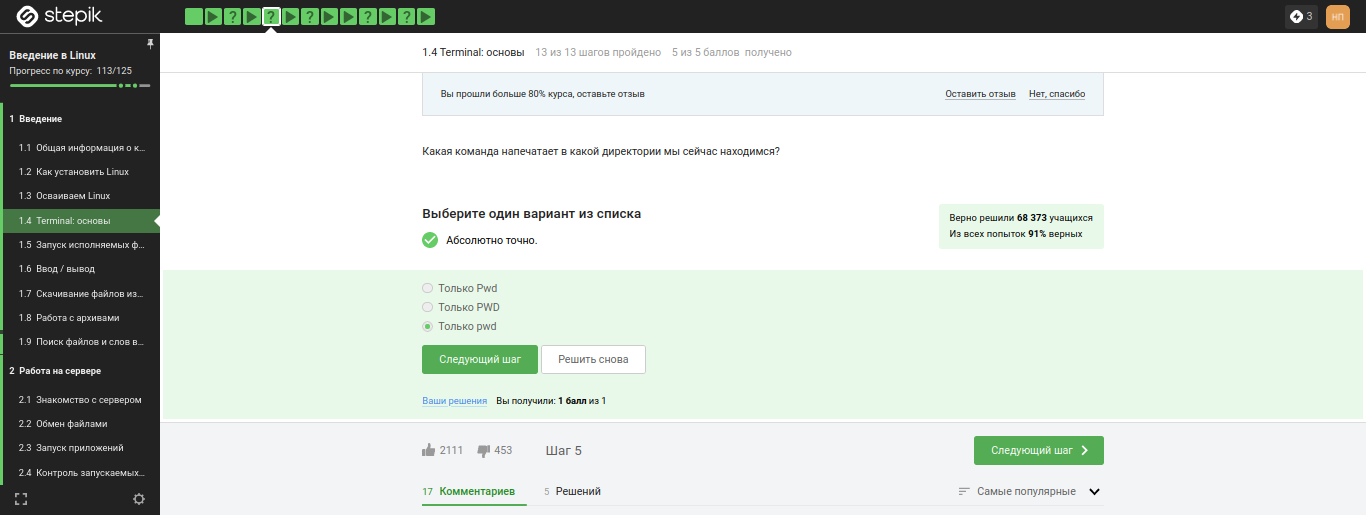 stepik
3
НП
Введение в Linux
Прогресс по курсу: 113/125
1 Введение
1.1 Общая информация о к...
1.2 Как установить Linux
1.3 Осваиваем Linux
1.4 Terminal: основы
1.5 Запуск исполняемых ф...
1.6 Ввод / вывод
1.7 Скачивание файлов из...
1.8 Работа с архивами
1.9 Поиск файлов и слов в...
2 Работа на сервере
2.1 Знакомство с сервером
2.2 Обмен файлами
2.3 Запуск приложений
2.4 Контроль запускаемых...
1.4 Terminal: основы 13 из 13 шагов пройдено 5 из 5 баллов получено
Вы прошли больше 80% курса, оставьте отзыв Оставить отзыв Нет, спасибо
Какая команда напечатает в какой директории мы сейчас находимся?
Выберите один вариант из списка
Абсолютно точно.
Верно решили 68 373 учащихся
Из всех попыток 91% верных
Только Pwd
Только PWD
Только pwd
Следующий шаг Решить снова
Ваши решения Вы получили: 1 балл из 1
2111 453 Шаг 5 Следующий шаг
17 Комментариев 5 Решений Самые популярные